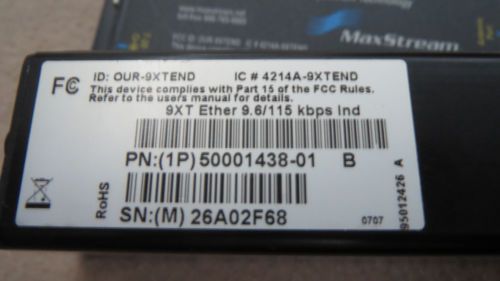 MaxStream
FC ID: OUR-9XTEND IC # 4214A-9XTEND
This device complies with Part 15 of the FCC Rules.
Refer to the users manual for details.
9XT Ether 9.6/115 kbps Ind
PN:(1P) 50001438-01 B
RoHS
SN:(M) 26A02F68
0707
95012426 A